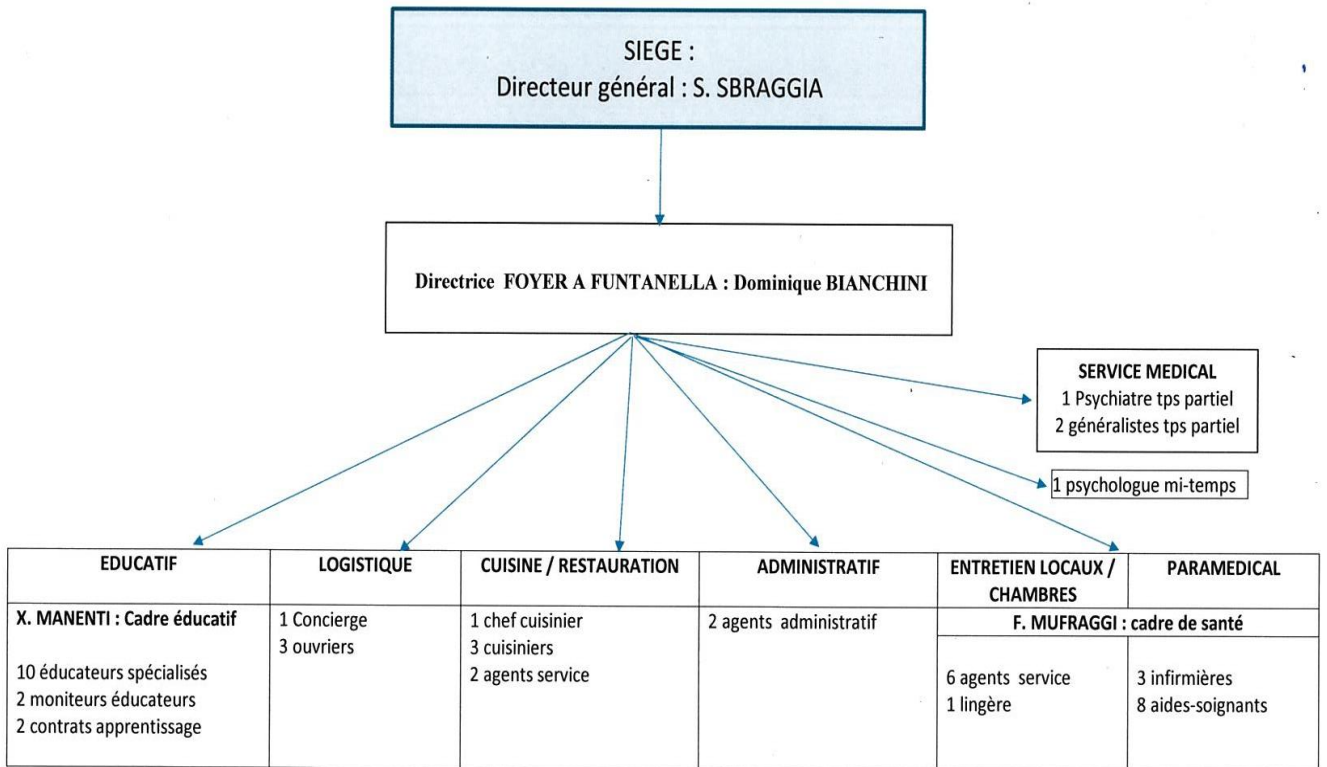 SIEGE :
Directeur général : S. SBRAGGIA
Directrice FOYER A FUNTANELLA : Dominique BIANCHINI
SERVICE MEDICAL
1 Psychiatre tps partiel
2 généralistes tps partiel
1 psychologue mi-temps
EDUCATIF
X. MANENTI : Cadre éducatif
10 éducateurs spécialisés
2 moniteurs éducateurs
2 contrats apprentissage
LOGISTIQUE
1 Concierge
3 ouvriers
CUISINE / RESTAURATION
1 chef cuisinier
3 cuisiniers
2 agents service
ADMINISTRATIF
2 agents administratif
ENTRETIEN LOCAUX /
CHAMBRES
PARAMEDICAL
F. MUFRAGGI : cadre de santé
6 agents service
1 lingère
3 infirmières
8 aides-soignants